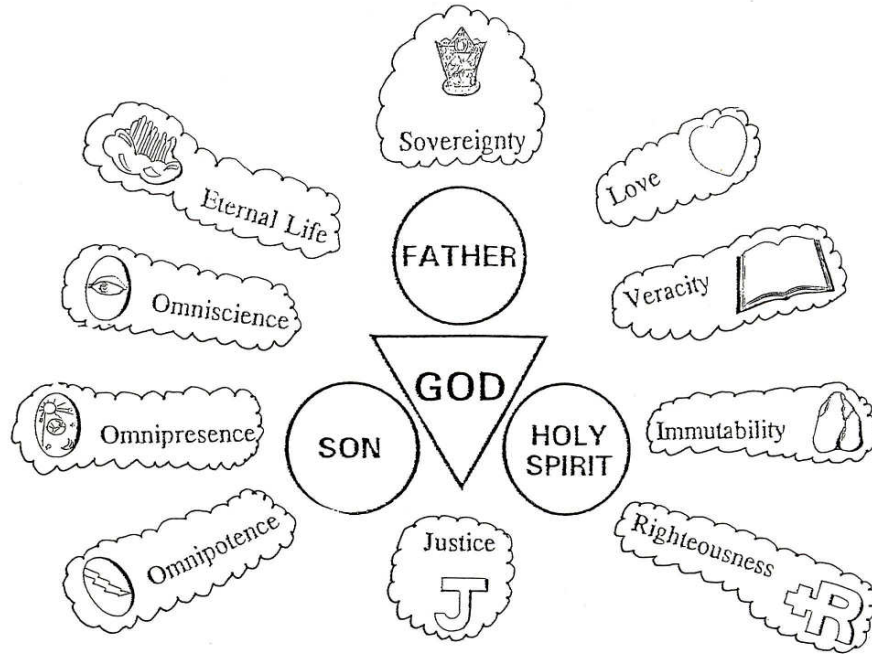 Sovereignty
Eternal Life
Love
FATHER
Omniscience
Veracity
GOD
Omnipresence
SON
HOLY
SPIRIT
Immutability
Omnipotence
Justice
J
Righteousness
+R